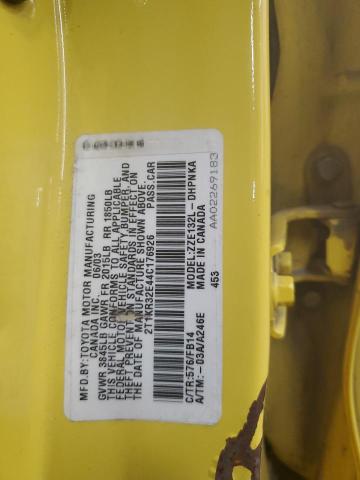 MFD.BY:TOYOTA MOTOR MANUFACTURING
CANADA INC. 06/03
GVWR 3845LB GAWR FR 2015LB RR 1850LB
THIS VEHICLE CONFORMS TO ALL APPLICABLE
FEDERAL MOTOR VEHICLE SAFETY, BUMPER, AND
THEFT PREVENTION STANDARDS IN EFFECT ON
THE DATE OF MANUFACTURE SHOWN ABOVE.
2T1KR32E44C176926 PASS.CAR
C/TR:576/FB14 MODEL:ZZE132L-DHPNKA
A/TM:-03A/A246E MADE IN CANADA
453
AA02269183